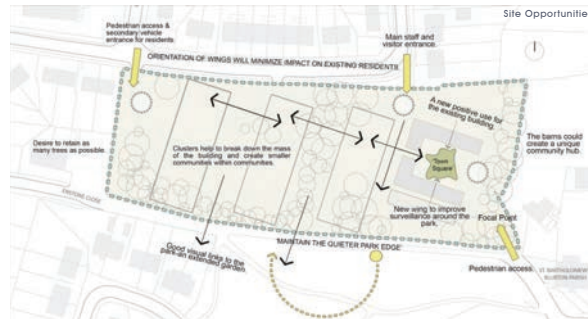 Site Opportunitie
Pedestrian access &
secondary vehicle
entrance for residents
Main staff and
visitor entrance.
ORIENTATION OF WINGS WILL MINIMIZE IMPACT ON EXISTING RESIDENTS
A new positive use for
the existing building.
Desire to retain as
many trees as possible.
Clusters help to break down the mass
of the building and create smaller
communities within communities.
The barns could
create a unique
community hub.
Town
Square
New wing to improve
surveillance around the
park.
Focal Point
'MAINTAIN THE QUIETER PARK EDGE'
Good visual links to the
park-an extended garden.
Pedestrian access.
CLOSE
ST. BARTHOLOMEW